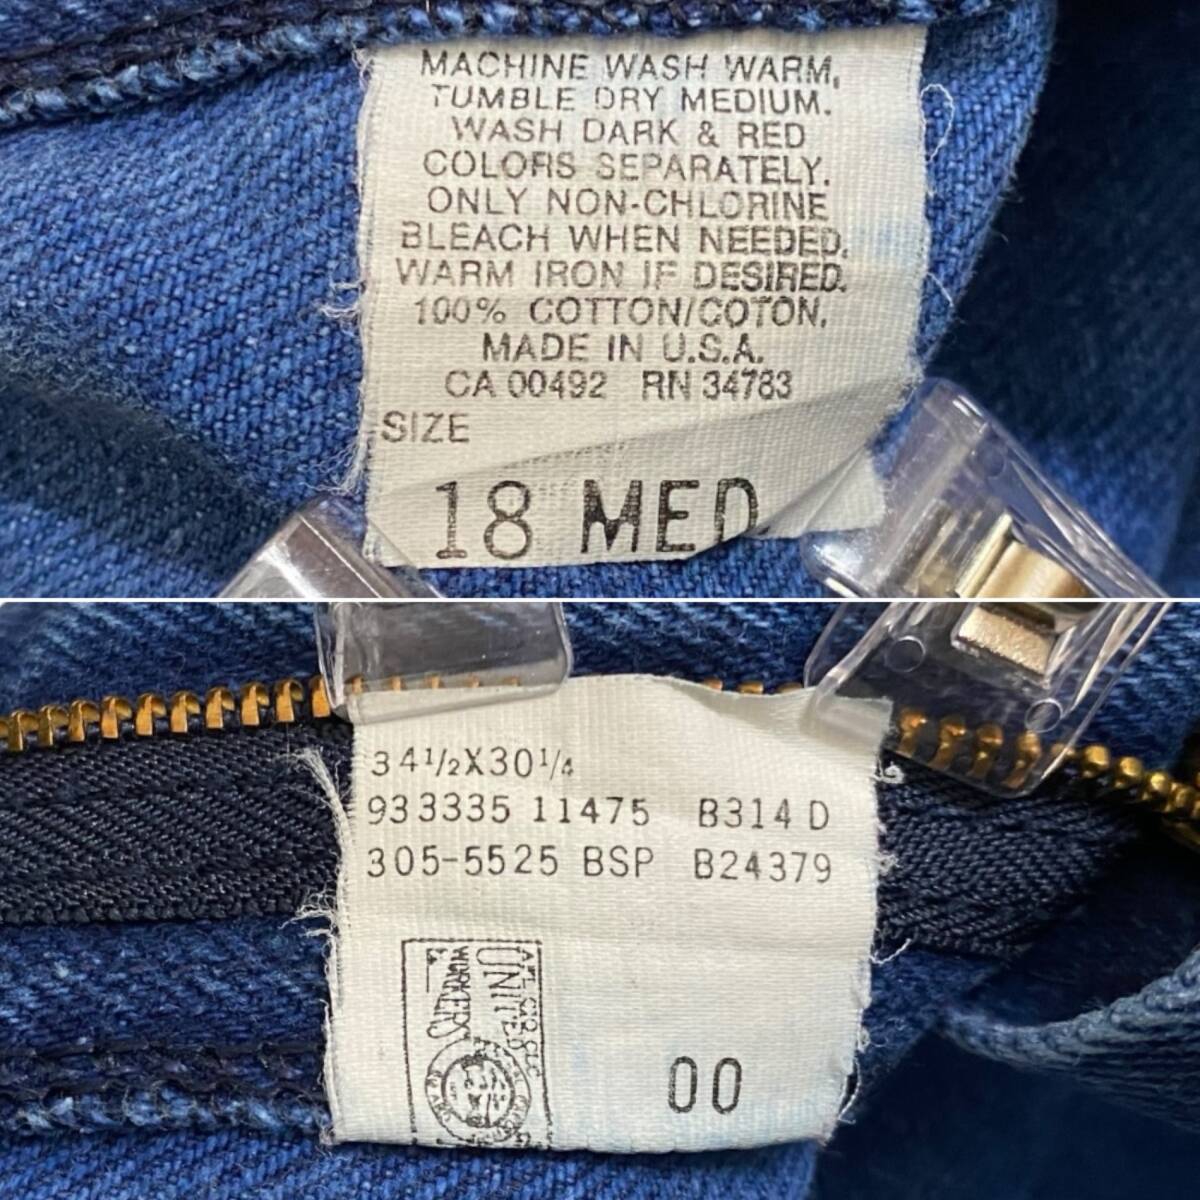 MACHINE WASH WARM,
TUMBLE DRY MEDIUM.
WASH DARK & RED
COLORS SEPARATELY.
ONLY NON-CHLORINE
BLEACH WHEN NEEDED.
WARM IRON IF DESIRED.
100% COTTON/COTON.
MADE IN U.S.A.
CA 00492 RN 34783
SIZE
18 MED
34 1/2 X 30 1/4
933335 11475 B314 D
305-5525 BSP B24379
UNITED
WORKERS
00